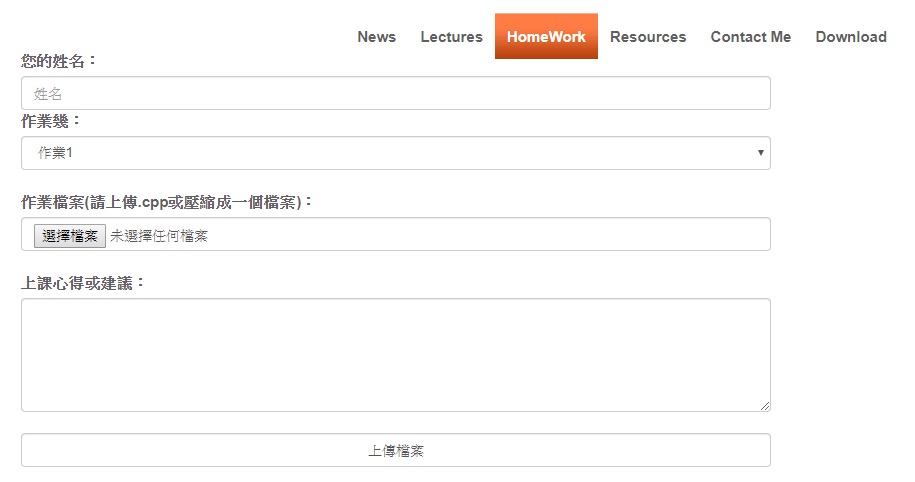 News Lectures HomeWork Resources Contact Me Download
您的姓名：
姓名
作業幾：
作業1
作業檔案(請上傳.cpp或壓縮成一個檔案)：
選擇檔案 未選擇任何檔案
上課心得或建議：
上傳檔案